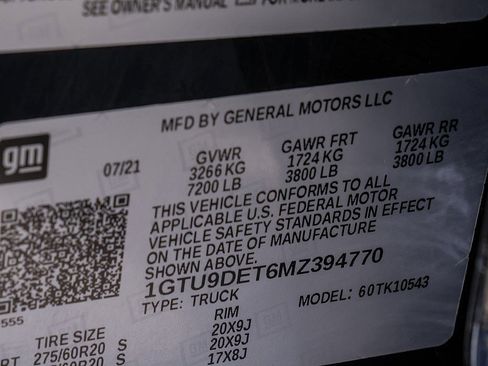 SEE OWNER'S MANUAL
gm
MFD BY GENERAL MOTORS LLC
07/21
GVWR GAWR FRT GAWR RR
3266 KG 1724 KG 1724 KG
7200 LB 3800 LB 3800 LB
THIS VEHICLE CONFORMS TO ALL
APPLICABLE U.S. FEDERAL MOTOR
VEHICLE SAFETY STANDARDS IN EFFECT
ON THE DATE OF MANUFACTURE
SHOWN ABOVE.
1GTU9DET6MZ394770
TYPE: TRUCK MODEL: 60TK10543
555
TIRE SIZE RIM
RT 275/60R20 S 20X9J
275/60R20 S 20X9J
17X8J